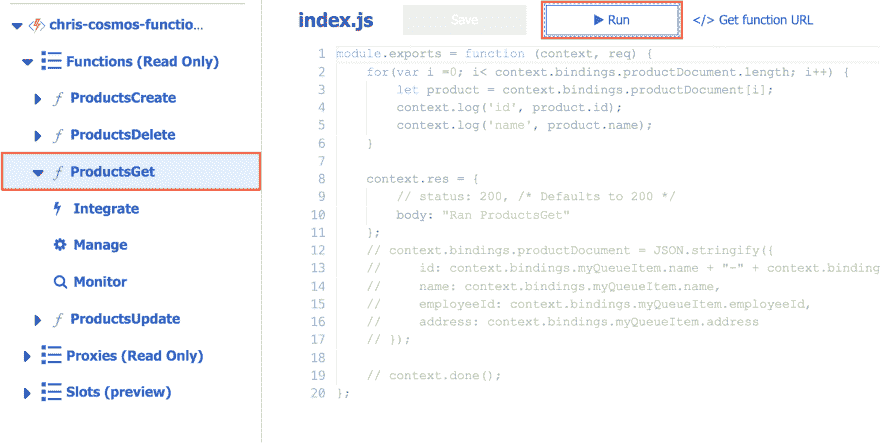 chris-cosmos-functio...
Functions (Read Only)
f ProductsCreate
f ProductsDelete
f ProductsGet
Integrate
Manage
Monitor
f ProductsUpdate
Proxies (Read Only)
Slots (preview)
index.js Save Run </> Get function URL
1 module.exports = function (context, req) {
2 for(var i =0; i< context.bindings.productDocument.length; i++) {
3 let product = context.bindings.productDocument[i];
4 context.log('id', product.id);
5 context.log('name', product.name);
6 }
7
8 context.res = {
9 // status: 200, /* Defaults to 200 */
10 body: "Ran ProductsGet"
11 };
12 // context.bindings.productDocument = JSON.stringify({
13 // id: context.bindings.myQueueItem.name + "-" + context.binding
14 // name: context.bindings.myQueueItem.name,
15 // employeeId: context.bindings.myQueueItem.employeeId,
16 // address: context.bindings.myQueueItem.address
17 // });
18
19 // context.done();
20 };